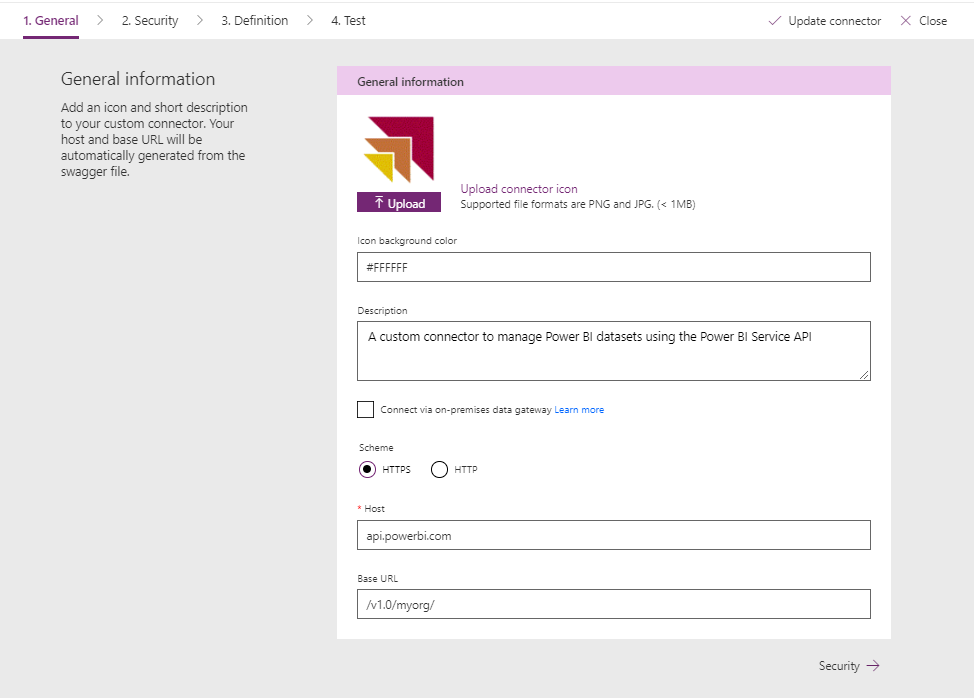 1. General
2. Security
3. Definition
4. Test
Update connector
Close
General information
Add an icon and short description
to your custom connector. Your
host and base URL will be
automatically generated from the
swagger file.
General information
Upload
Upload connector icon
Supported file formats are PNG and JPG. (< 1MB)
Icon background color
#FFFFFF
Description
A custom connector to manage Power BI datasets using the Power BI Service API
Connect via on-premises data gateway Learn more
Scheme
HTTPS
HTTP
* Host
api.powerbi.com
Base URL
/v1.0/myorg/
Security